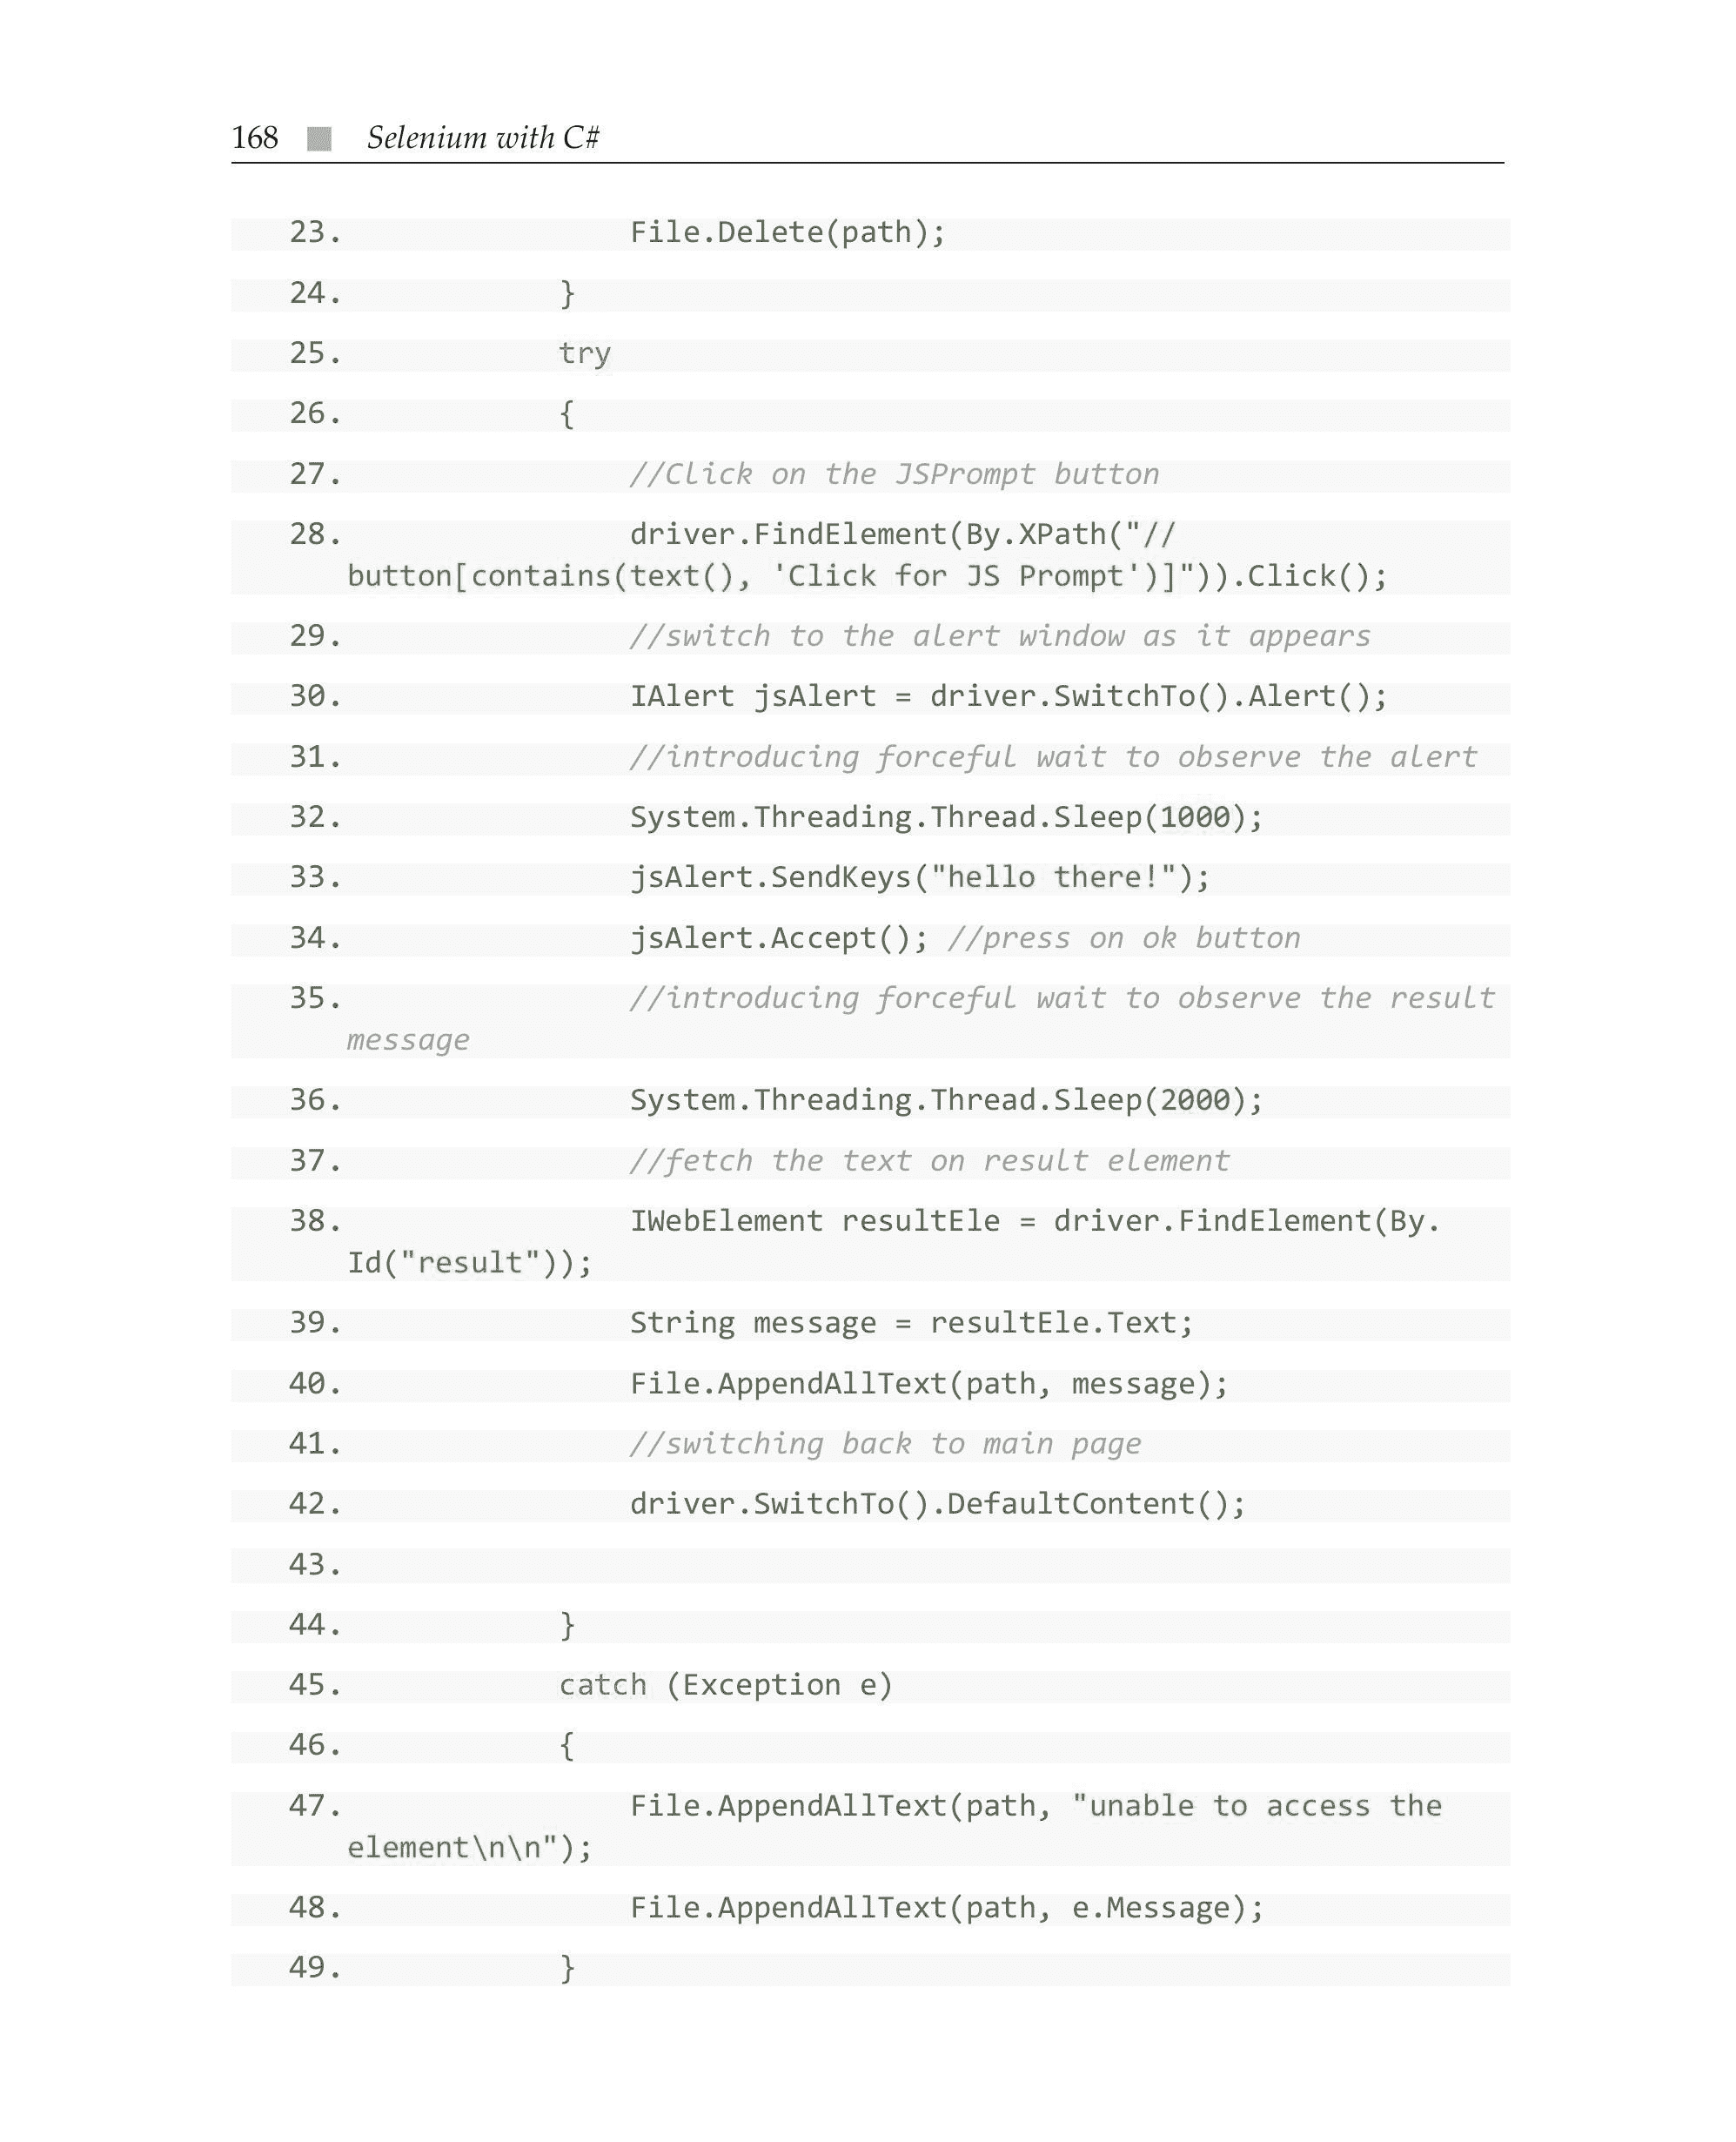 168 Selenium with C#
23. File.Delete(path);
24. }
25. try
26. {
27. //Click on the JSPrompt button
28. driver.FindElement(By.XPath("//
button[contains(text(), 'Click for JS Prompt')]")).Click();
29. //switch to the alert window as it appears
30. IAlert jsAlert = driver.SwitchTo().Alert();
31. //introducing forceful wait to observe the alert
32. System.Threading.Thread.Sleep(1000);
33. jsAlert.SendKeys("hello there!");
34. jsAlert.Accept(); //press on ok button
35. //introducing forceful wait to observe the result
message
36. System.Threading.Thread.Sleep(2000);
37. //fetch the text on result element
38. IWebElement resultEle = driver.FindElement(By.
Id("result"));
39. String message = resultEle.Text;
40. File.AppendAllText(path, message);
41. //switching back to main page
42. driver.SwitchTo().DefaultContent();
43.
44. }
45. catch (Exception e)
46. {
47. File.AppendAllText(path, "unable to access the
element\n\n");
48. File.AppendAllText(path, e.Message);
49. }